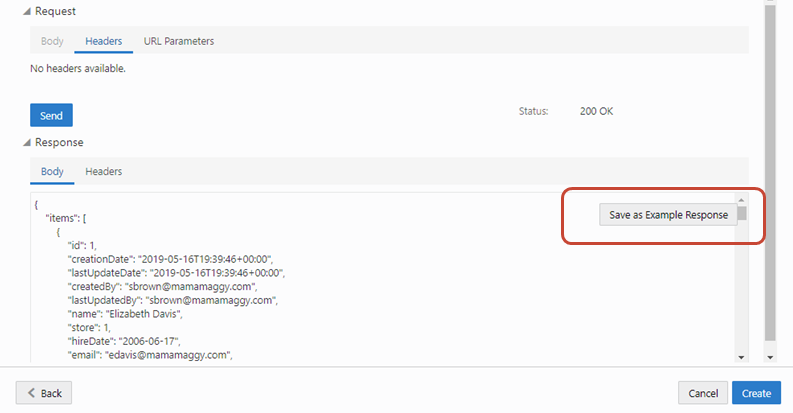 Request
Body Headers URL Parameters
No headers available.
Send Status: 200 OK
Response
Body Headers
Save as Example Response
{
"items": [
{
"id": 1,
"creationDate": "2019-05-16T19:39:46+00:00",
"lastUpdateDate": "2019-05-16T19:39:46+00:00",
"createdBy": "sbrown@mamamaggy.com",
"lastUpdatedBy": "sbrown@mamamaggy.com",
"name": "Elizabeth Davis",
"store": 1,
"hireDate": "2006-06-17",
"email": "edavis@mamamaggy.com",
Back Cancel Create